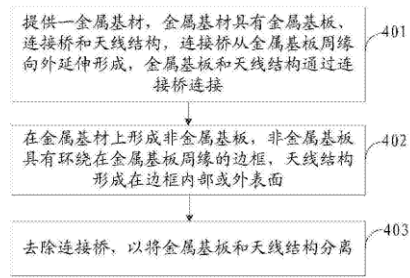 提供一金属基材，金属基材具有金属基板、
连接桥和天线结构，连接桥从金属基板周缘
向外延伸形成，金属基板和天线结构通过连
接桥连接
401
在金属基材上形成非金属基板，非金属基板
具有环绕在金属基板周缘的边框，天线结构
形成在边框内部或外表面
402
去除连接桥，以将金属基板和天线结构分离
403